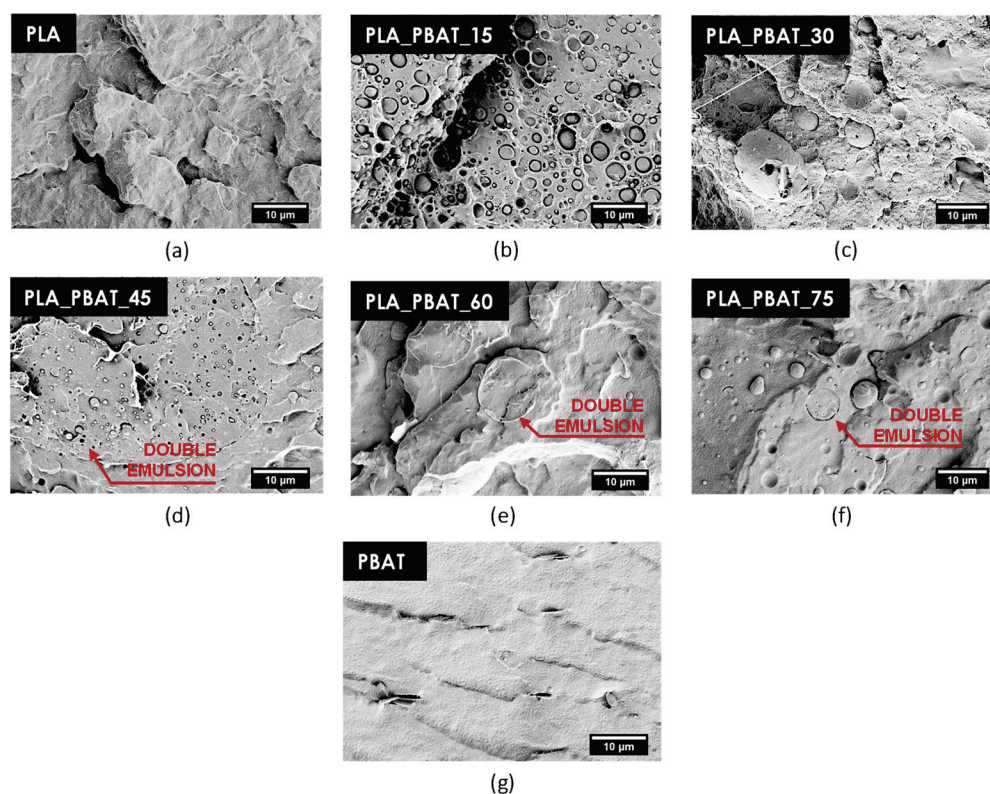 PLA
10 µm
(a)
PLA_PBAT_15
10 µm
(b)
PLA_PBAT_30
10 µm
(c)
PLA_PBAT_45
DOUBLE
EMULSION
10 µm
(d)
PLA_PBAT_60
DOUBLE
EMULSION
10 µm
(e)
PLA_PBAT_75
DOUBLE
EMULSION
10 µm
(f)
PBAT
10 µm
(g)